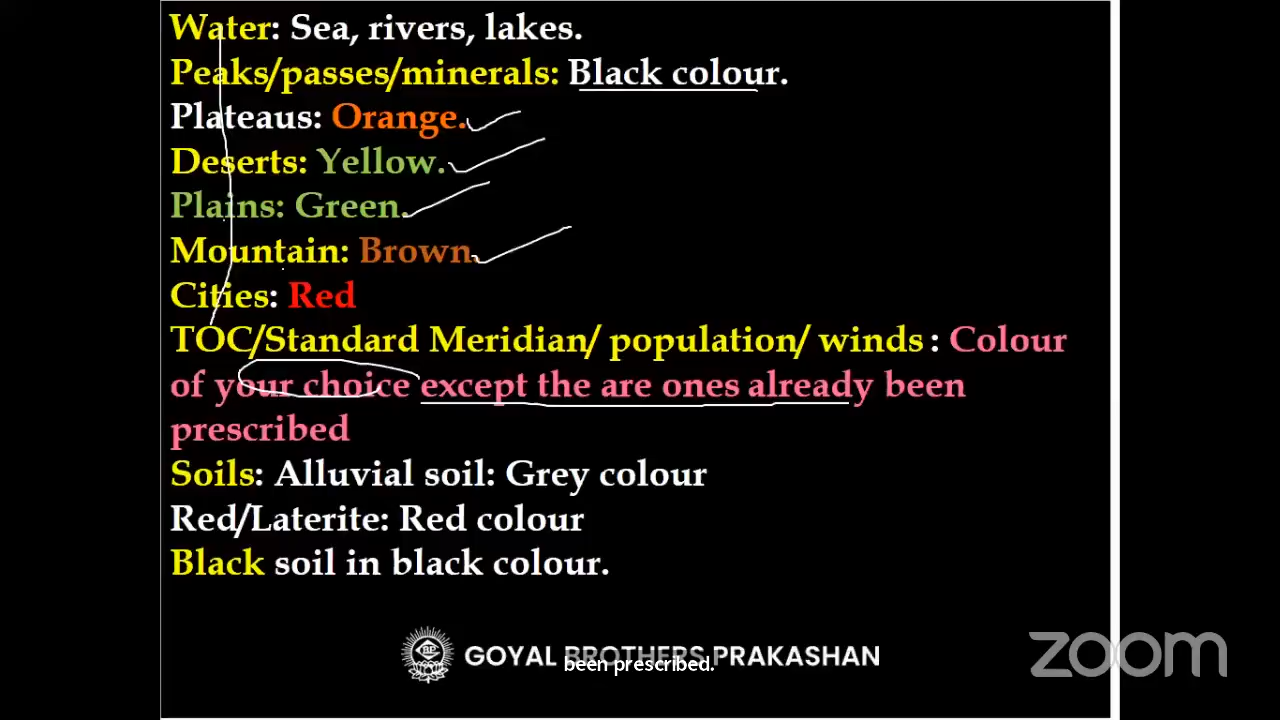 Water: Sea, rivers, lakes.
Peaks/passes/minerals: Black colour.
Plateaus: Orange.
Deserts: Yellow.
Plains: Green.
Mountain: Brown.
Cities: Red
TOC/Standard Meridian/ population/ winds : Colour
of your choice except the are ones already been
prescribed
Soils: Alluvial soil: Grey colour
Red/Laterite: Red colour
Black soil in black colour.
GOYAL BROTHERS PRAKASHAN
been prescribed.
zoom